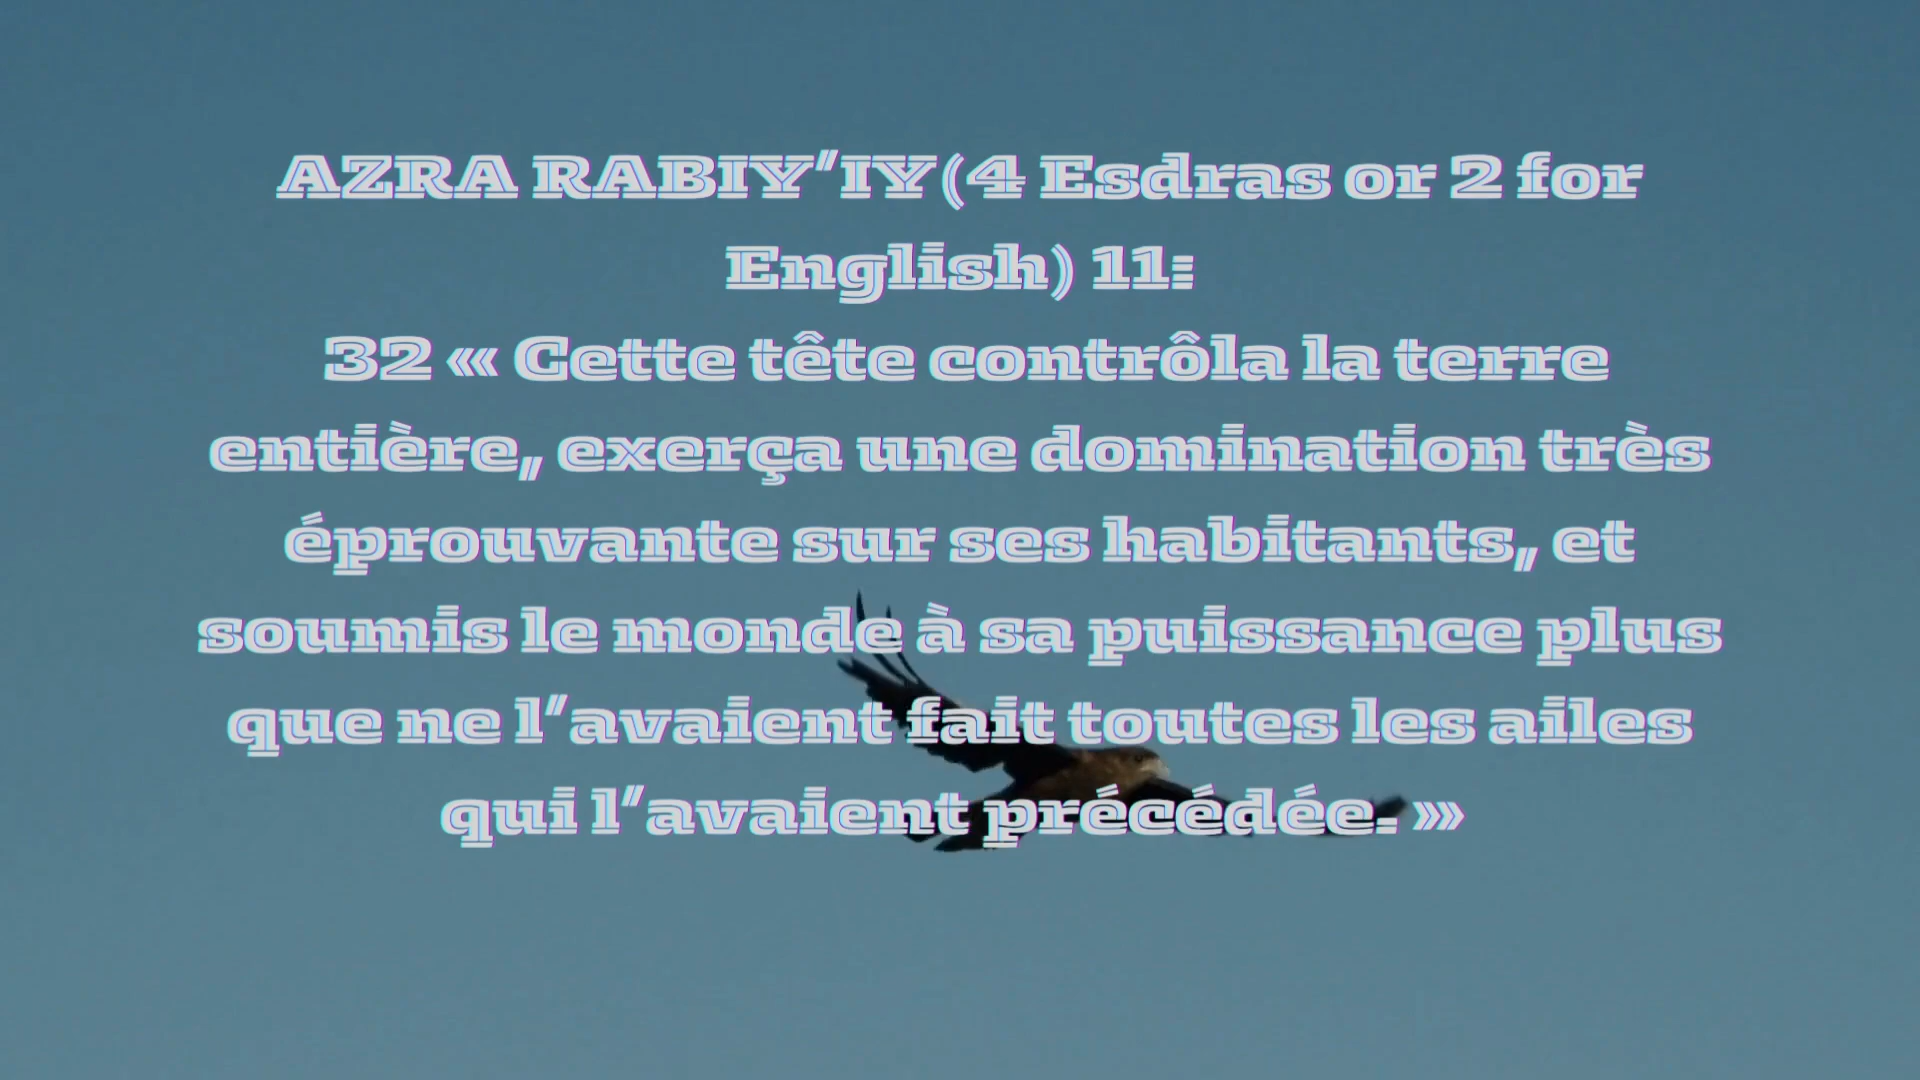 AZRA RABIY'IY(4 Esdras or 2 for
English) 11:
32 « Cette tête contrôla la terre
entière, exerça une domination très
éprouvante sur ses habitants, et
soumis le monde à sa puissance plus
que ne l'avaient fait toutes les ailes
qui l'avaient précédée. »